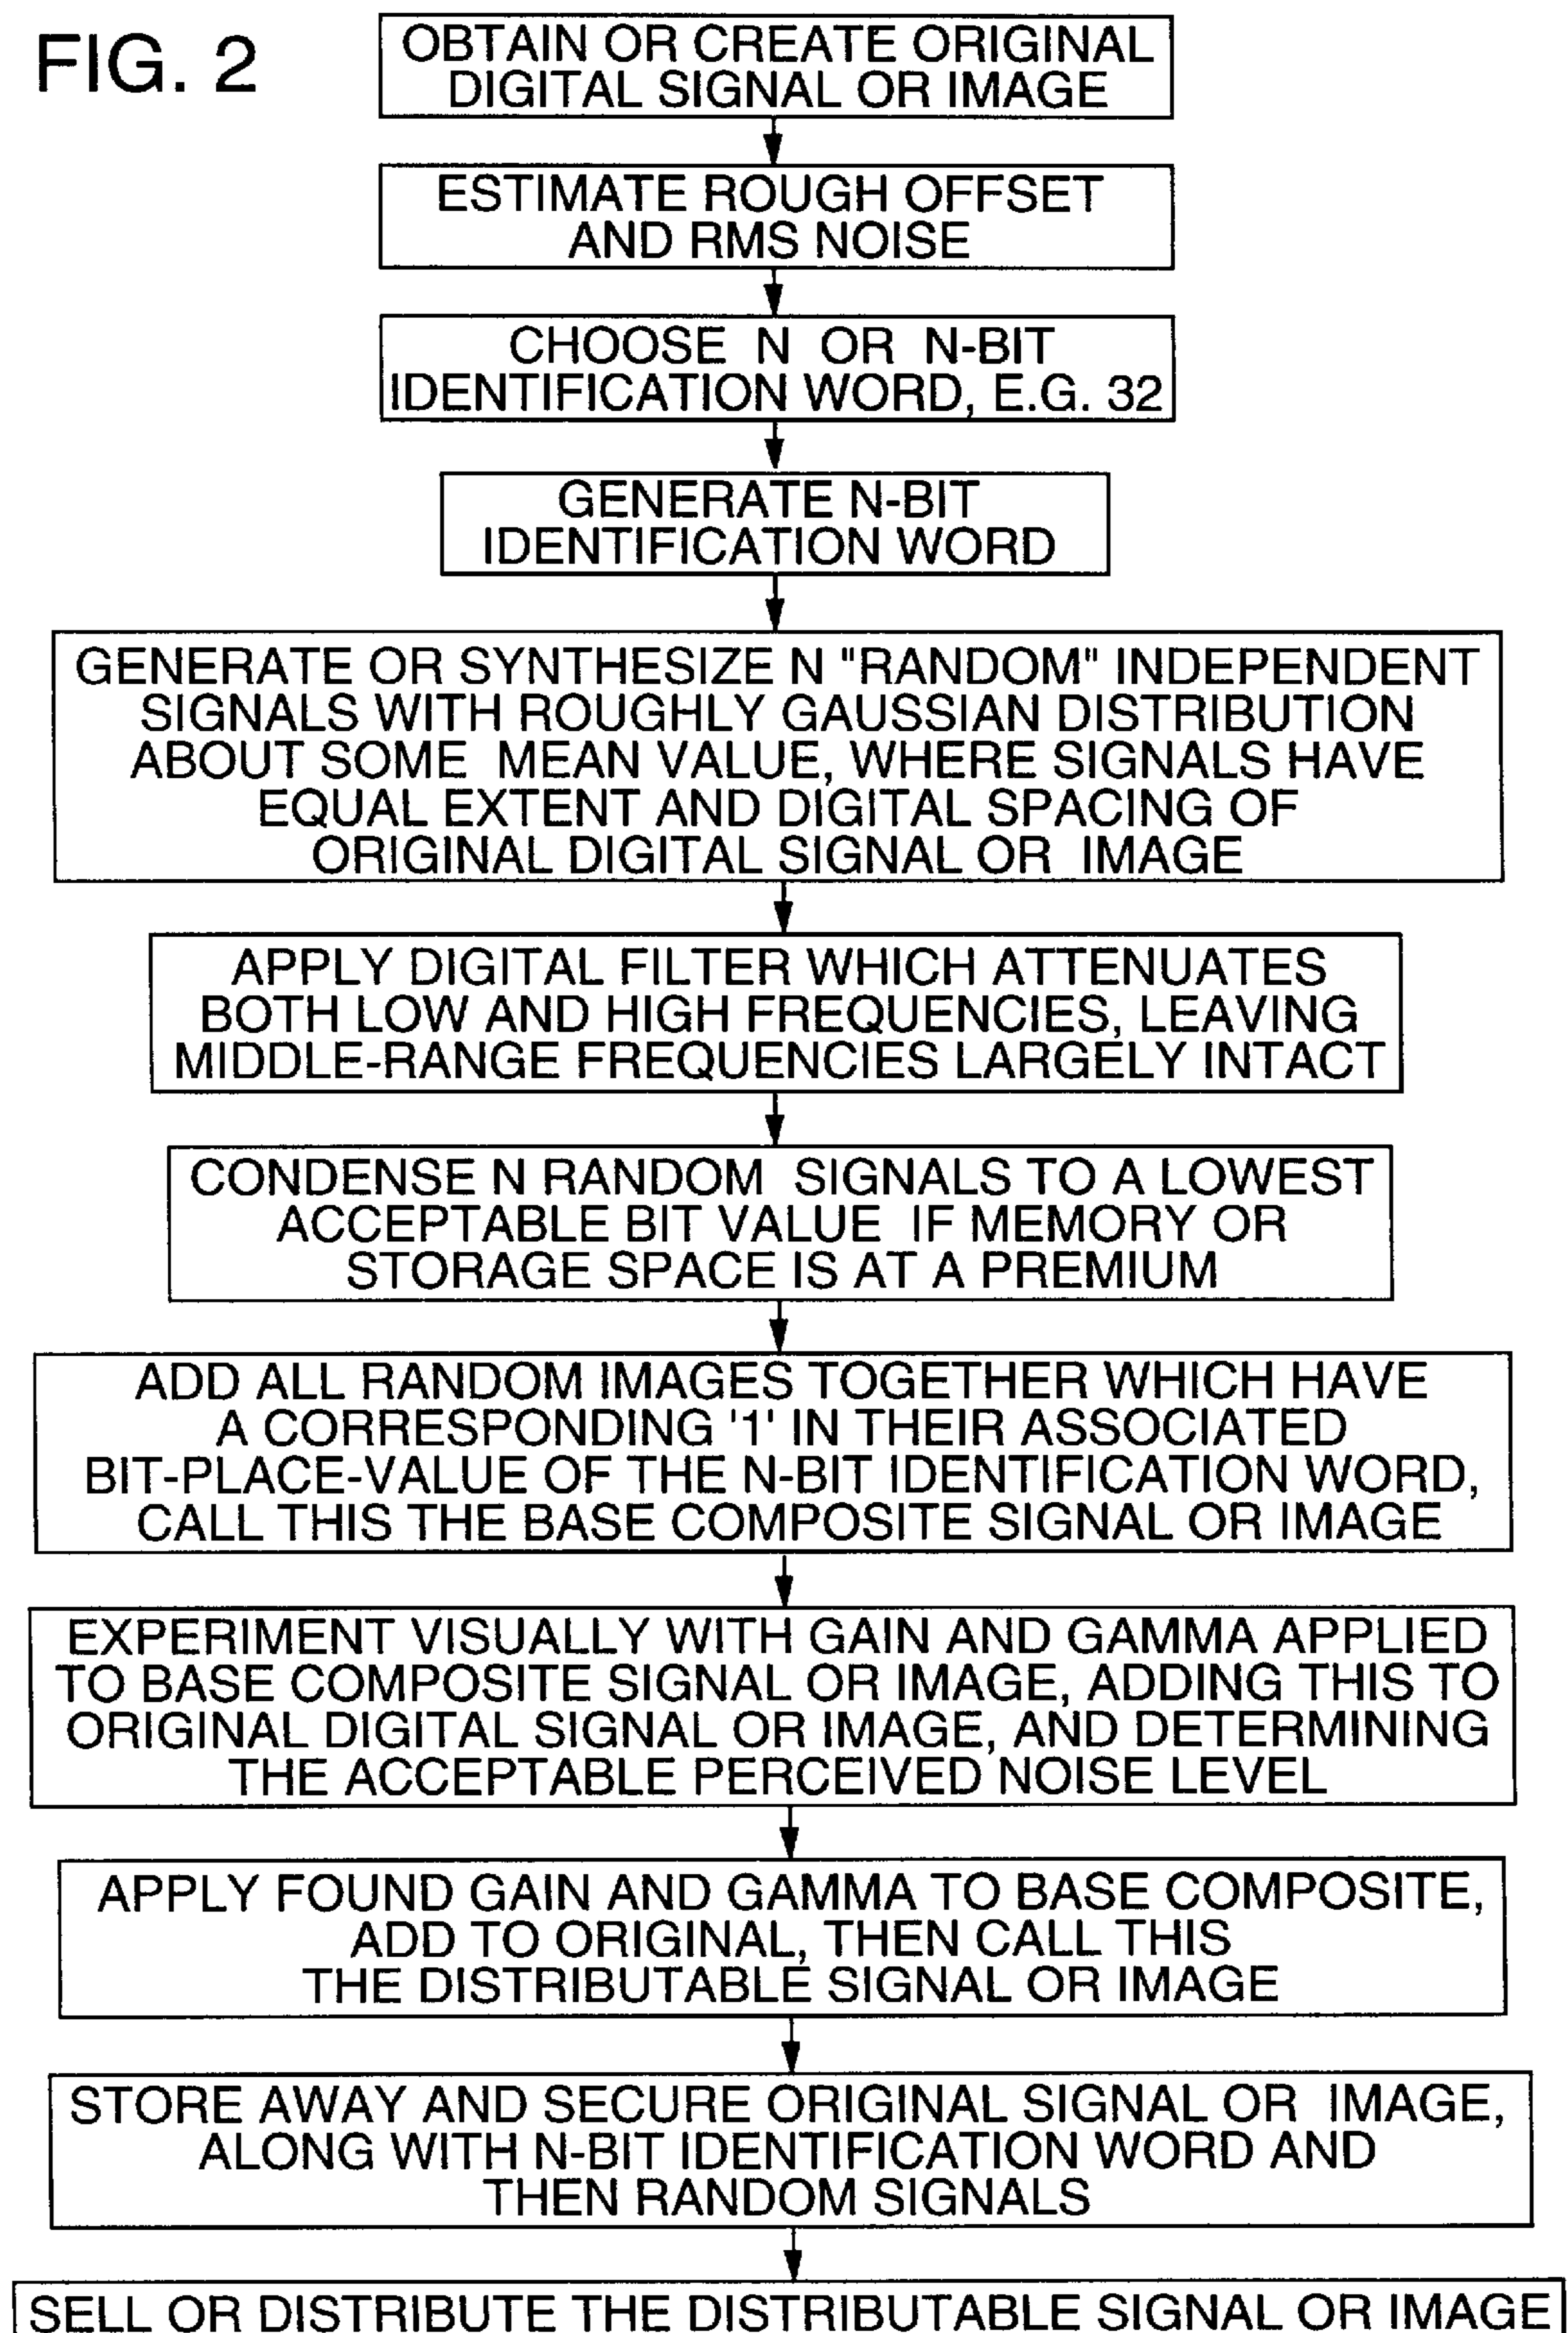 FIG. 2
OBTAIN OR CREATE ORIGINAL
DIGITAL SIGNAL OR IMAGE
ESTIMATE ROUGH OFFSET
AND RMS NOISE
CHOOSE N OR N-BIT
IDENTIFICATION WORD, E.G. 32
GENERATE N-BIT
IDENTIFICATION WORD
GENERATE OR SYNTHESIZE N "RANDOM" INDEPENDENT
SIGNALS WITH ROUGHLY GAUSSIAN DISTRIBUTION
ABOUT SOME MEAN VALUE, WHERE SIGNALS HAVE
EQUAL EXTENT AND DIGITAL SPACING OF
ORIGINAL DIGITAL SIGNAL OR IMAGE
APPLY DIGITAL FILTER WHICH ATTENUATES
BOTH LOW AND HIGH FREQUENCIES, LEAVING
MIDDLE-RANGE FREQUENCIES LARGELY INTACT
CONDENSE N RANDOM SIGNALS TO A LOWEST
ACCEPTABLE BIT VALUE IF MEMORY OR
STORAGE SPACE IS AT A PREMIUM
ADD ALL RANDOM IMAGES TOGETHER WHICH HAVE
A CORRESPONDING '1' IN THEIR ASSOCIATED
BIT-PLACE-VALUE OF THE N-BIT IDENTIFICATION WORD,
CALL THIS THE BASE COMPOSITE SIGNAL OR IMAGE
EXPERIMENT VISUALLY WITH GAIN AND GAMMA APPLIED
TO BASE COMPOSITE SIGNAL OR IMAGE, ADDING THIS TO
ORIGINAL DIGITAL SIGNAL OR IMAGE, AND DETERMINING
THE ACCEPTABLE PERCEIVED NOISE LEVEL
APPLY FOUND GAIN AND GAMMA TO BASE COMPOSITE,
ADD TO ORIGINAL, THEN CALL THIS
THE DISTRIBUTABLE SIGNAL OR IMAGE
STORE AWAY AND SECURE ORIGINAL SIGNAL OR IMAGE,
ALONG WITH N-BIT IDENTIFICATION WORD AND
THEN RANDOM SIGNALS
SELL OR DISTRIBUTE THE DISTRIBUTABLE SIGNAL OR IMAGE